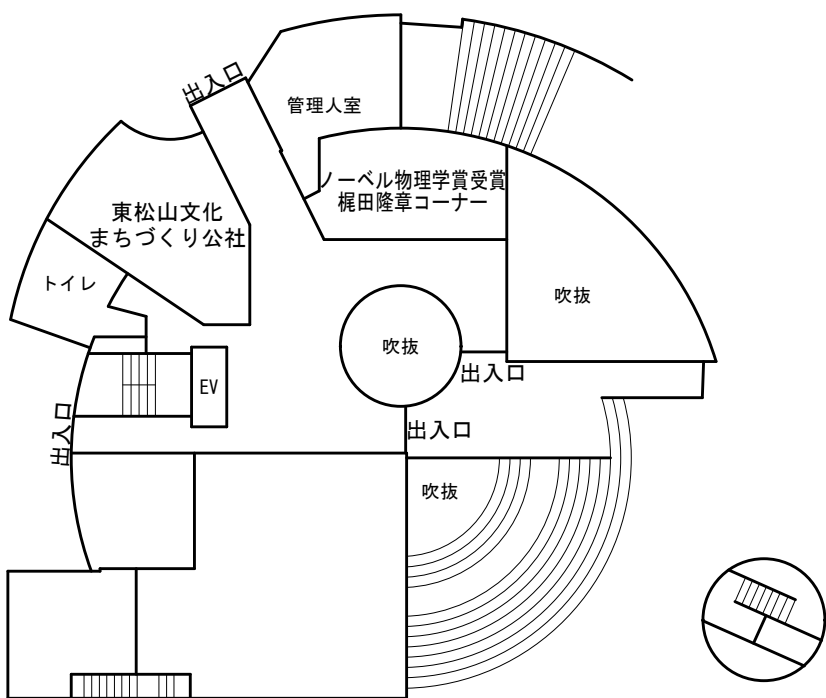 出入口
管理人室
ノーベル物理学賞受賞
梶田隆章コーナー
東松山文化
まちづくり公社
トイレ
吹抜
吹抜
出入口
EV
出入口
出入口
吹抜